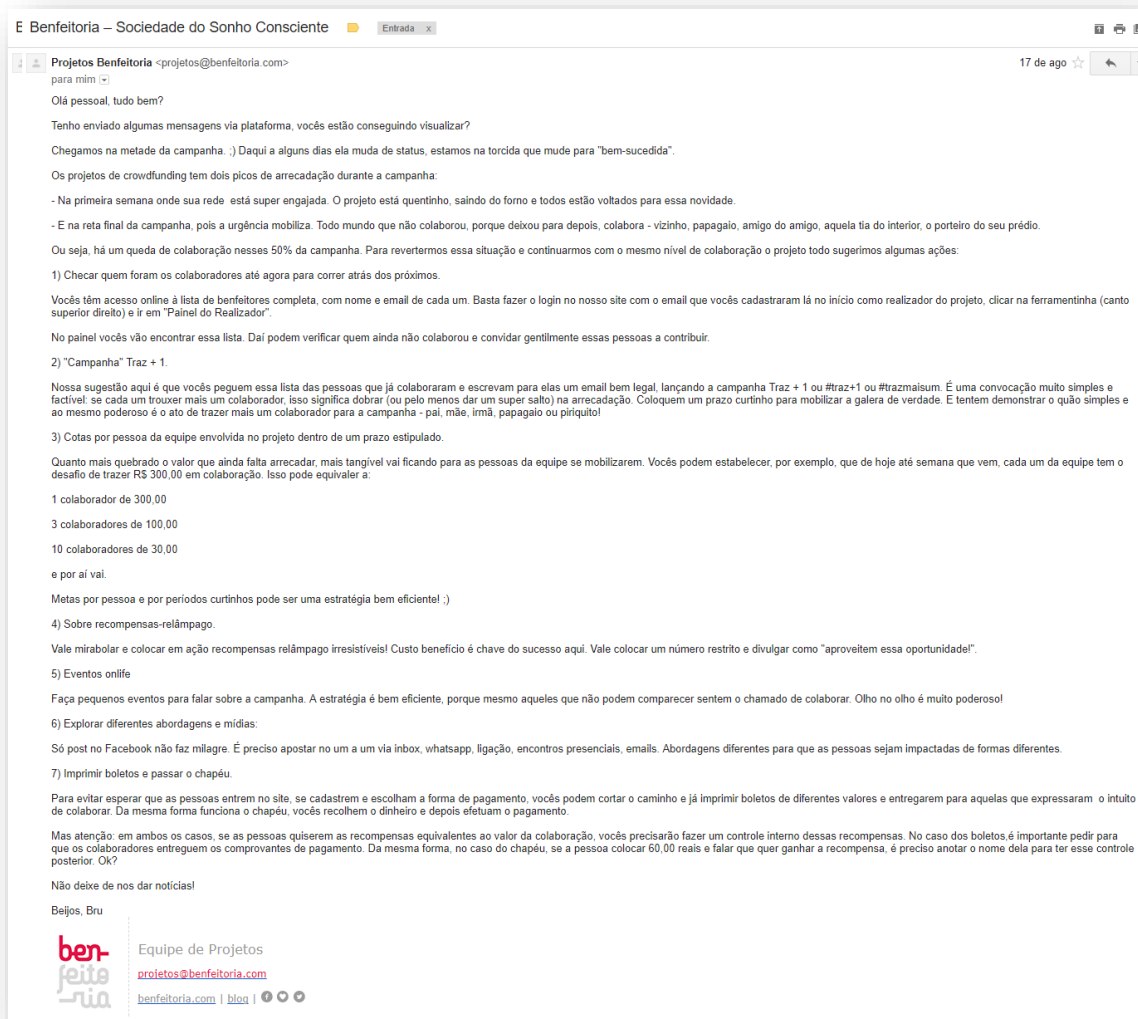 E Benfeitoria – Sociedade do Sonho Consciente Entrada x
Projetos Benfeitoria <projetos@benfeitoria.com> 17 de ago
para mim
Olá pessoal, tudo bem?
Tenho enviado algumas mensagens via plataforma, vocês estão conseguindo visualizar?
Chegamos na metade da campanha. ;) Daqui a alguns dias ela muda de status, estamos na torcida que mude para "bem-sucedida".
Os projetos de crowdfunding tem dois picos de arrecadação durante a campanha:
- Na primeira semana onde sua rede está super engajada. O projeto está quentinho, saindo do forno e todos estão voltados para essa novidade.
- E na reta final da campanha, pois a urgência mobiliza. Todo mundo que não colaborou, porque deixou para depois, colabora - vizinho, papagaio, amigo do amigo, aquela tia do interior, o porteiro do seu prédio.
Ou seja, há um queda de colaboração nesses 50% da campanha. Para revertermos essa situação e continuarmos com o mesmo nível de colaboração o projeto todo sugerimos algumas ações:
1) Checar quem foram os colaboradores até agora para correr atrás dos próximos.
Vocês têm acesso online à lista de benfeitores completa, com nome e email de cada um. Basta fazer o login no nosso site com o email que vocês cadastraram lá no início como realizador do projeto, clicar na ferramentinha (canto
superior direito) e ir em "Painel do Realizador".
No painel vocês vão encontrar essa lista. Daí podem verificar quem ainda não colaborou e convidar gentilmente essas pessoas a contribuir.
2) "Campanha" Traz + 1.
Nossa sugestão aqui é que vocês peguem essa lista das pessoas que já colaboraram e escrevam para elas um email bem legal, lançando a campanha Traz + 1 ou #traz+1 ou #trazmaisum. É uma convocação muito simples e
factível: se cada um trouxer mais um colaborador, isso significa dobrar (ou pelo menos dar um super salto) na arrecadação. Coloquem um prazo curtinho para mobilizar a galera de verdade. E tentem demonstrar o quão simples e
ao mesmo poderoso é o ato de trazer mais um colaborador para a campanha - pai, mãe, irmã, papagaio ou piriquito!
3) Cotas por pessoa da equipe envolvida no projeto dentro de um prazo estipulado.
Quanto mais quebrado o valor que ainda falta arrecadar, mais tangível vai ficando para as pessoas da equipe se mobilizarem. Vocês podem estabelecer, por exemplo, que de hoje até semana que vem, cada um da equipe tem o
desafio de trazer R$ 300,00 em colaboração. Isso pode equivaler a:
1 colaborador de 300,00
3 colaboradores de 100,00
10 colaboradores de 30,00
e por aí vai.
Metas por pessoa e por períodos curtinhos pode ser uma estratégia bem eficiente! ;)
4) Sobre recompensas-relâmpago.
Vale mirabolar e colocar em ação recompensas relâmpago irresistíveis! Custo benefício é chave do sucesso aqui. Vale colocar um número restrito e divulgar como "aproveitem essa oportunidade!".
5) Eventos onlife
Faça pequenos eventos para falar sobre a campanha. A estratégia é bem eficiente, porque mesmo aqueles que não podem comparecer sentem o chamado de colaborar. Olho no olho é muito poderoso!
6) Explorar diferentes abordagens e mídias:
Só post no Facebook não faz milagre. É preciso apostar no um a um via inbox, whatsapp, ligação, encontros presenciais, emails. Abordagens diferentes para que as pessoas sejam impactadas de formas diferentes.
7) Imprimir boletos e passar o chapéu.
Para evitar esperar que as pessoas entrem no site, se cadastrem e escolham a forma de pagamento, vocês podem cortar o caminho e já imprimir boletos de diferentes valores e entregarem para aquelas que expressaram o intuito
de colaborar. Da mesma forma funciona o chapéu, vocês recolhem o dinheiro e depois efetuam o pagamento.
Mas atenção: em ambos os casos, se as pessoas quiserem as recompensas equivalentes ao valor da colaboração, vocês precisarão fazer um controle interno dessas recompensas. No caso dos boletos,é importante pedir para
que os colaboradores entreguem os comprovantes de pagamento. Da mesma forma, no caso do chapéu, se a pessoa colocar 60,00 reais e falar que quer ganhar a recompensa, é preciso anotar o nome dela para ter esse controle
posterior. Ok?
Não deixe de nos dar notícias!
Beijos, Bru
ben-
feito
ria
Equipe de Projetos
projetos@benfeitoria.com
benfeitoria.com | blog |